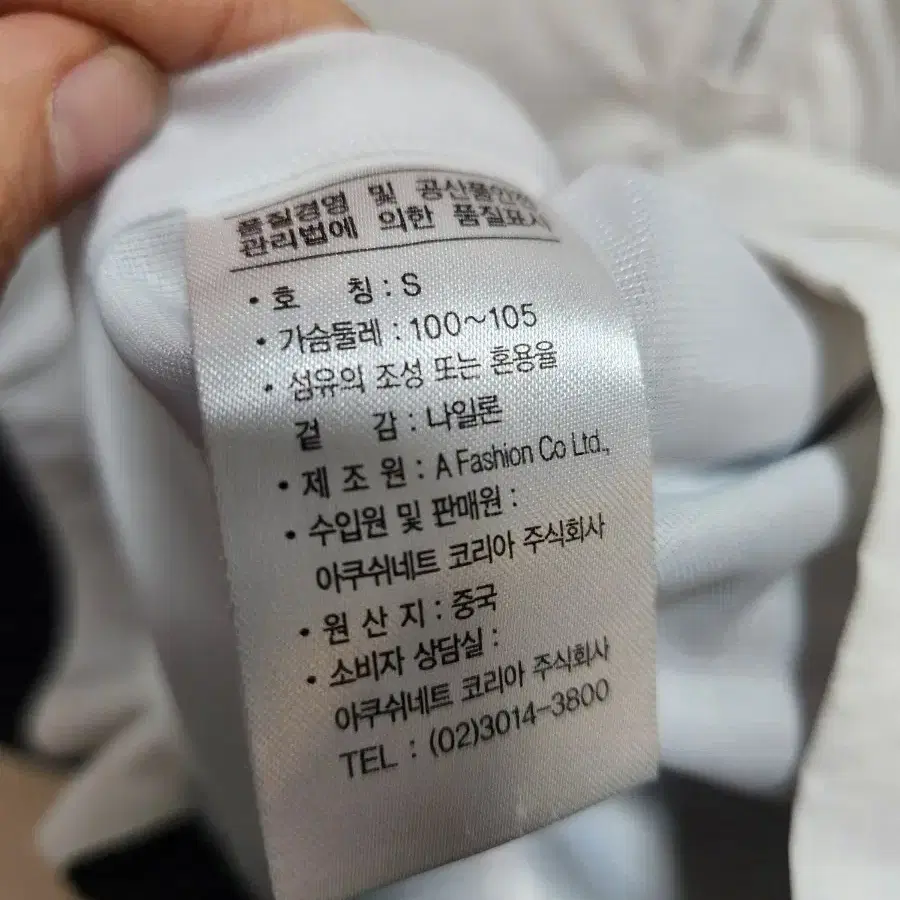 품질경영 및 공산품안전
관리법에 의한 품질표시
• 호 칭 : S
• 가슴둘레 : 100~105
• 섬유의 조성 또는 혼용율
겉 감 : 나일론
• 제 조 원 : A Fashion Co Ltd.,
• 수입원 및 판매원 :
아쿠쉬네트 코리아 주식회사
• 원 산 지 : 중국
• 소비자 상담실 :
아쿠쉬네트 코리아 주식회사
TEL : (02)3014-3800